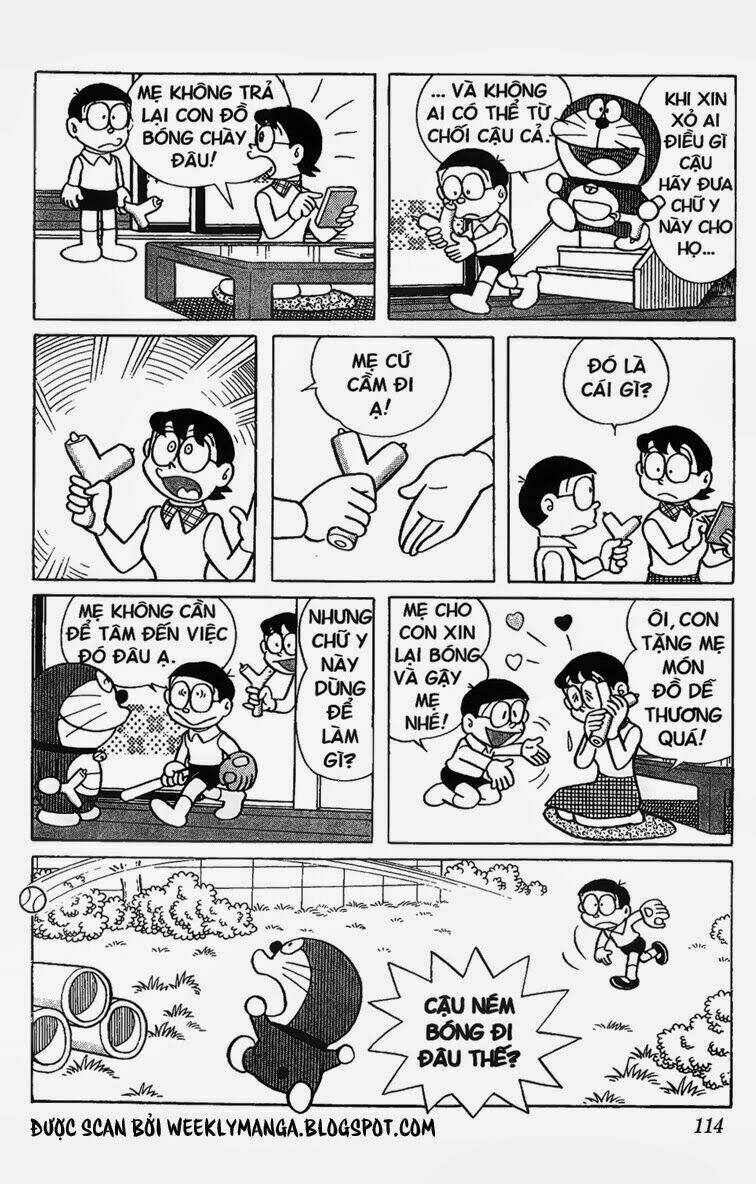 KHI XIN
XỎ AI
ĐIỀU GÌ
CẬU
HÃY ĐƯA
CHỮ Y
NÀY CHO
HỌ...
... VÀ KHÔNG
AI CÓ THỂ TỪ
CHỐI CẬU CẢ.
MẸ KHÔNG TRẢ
LẠI CON ĐỒ
BÓNG CHÀY
ĐÂU!
ĐÓ LÀ
CÁI GÌ?
MẸ CỨ
CẦM ĐI
Ạ!
ÔI, CON
TẶNG MẸ
MÓN
ĐỒ DỄ
THƯƠNG
QUÁ!
MẸ CHO
CON XIN
LẠI BÓNG
VÀ GẬY
MẸ
NHÉ!
NHƯNG
CHỮ Y
NÀY
DÙNG
ĐỂ
LÀM
GÌ?
MẸ KHÔNG CẦN
ĐỂ TÂM ĐẾN VIỆC
ĐÓ ĐÂU Ạ.
CẬU NÉM
BÓNG ĐI
ĐÂU THẾ?
ĐƯỢC SCAN BỞI WEEKLYMANGA.BLOGSPOT.COM
114